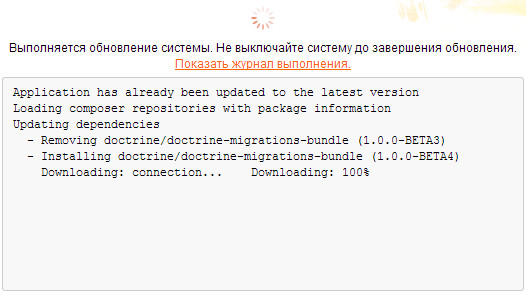 Выполняется обновление системы. Не выключайте систему до завершения обновления.
Показать журнал выполнения.
Application has already been updated to the latest version
Loading composer repositories with package information
Updating dependencies
- Removing doctrine/doctrine-migrations-bundle (1.0.0-BETA3)
- Installing doctrine/doctrine-migrations-bundle (1.0.0-BETA4)
Downloading: connection... Downloading: 100%